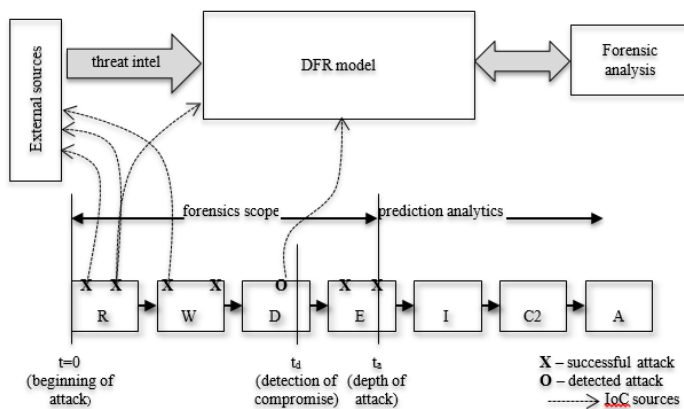 External sources
threat intel
DFR model
Forensic
analysis
forensics scope
prediction analytics
X X X X O X X
R W D E I C2 A
t=0
(beginning of
attack)
td
(detection of
compromise)
ta
(depth of
attack)
X – successful attack
O – detected attack
IoC sources